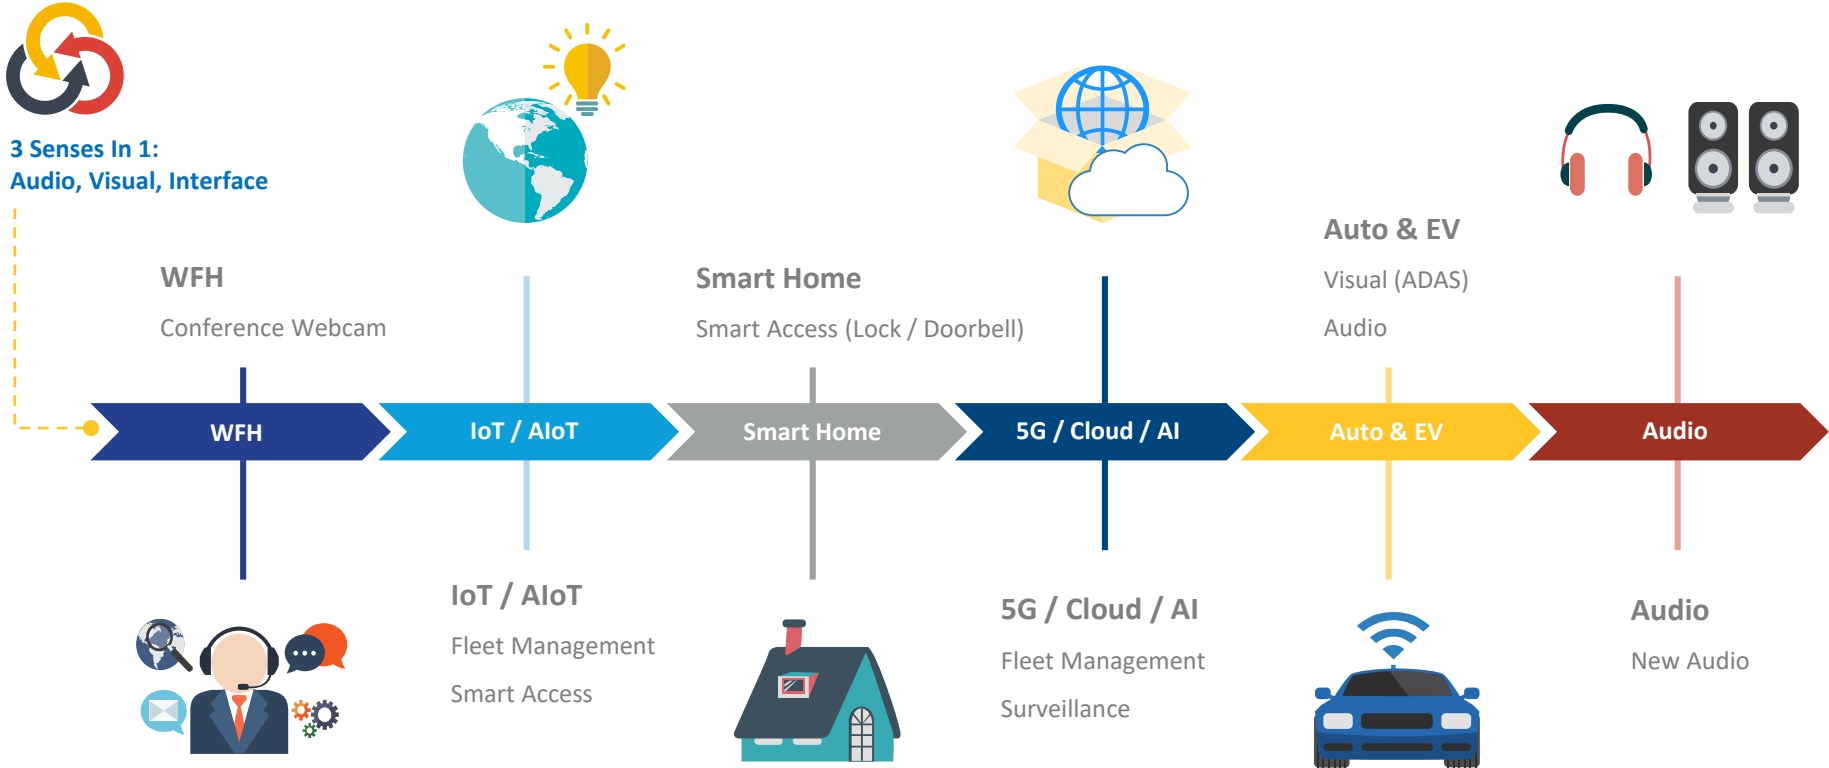 3 Senses In 1:
Audio, Visual, Interface
WFH
Conference Webcam
Smart Home
Smart Access (Lock / Doorbell)
Auto & EV
Visual (ADAS)
Audio
WFH
IoT / AIoT
Smart Home
5G / Cloud / AI
Auto & EV
Audio
IoT / AIoT
Fleet Management
Smart Access
5G / Cloud / AI
Fleet Management
Surveillance
Audio
New Audio